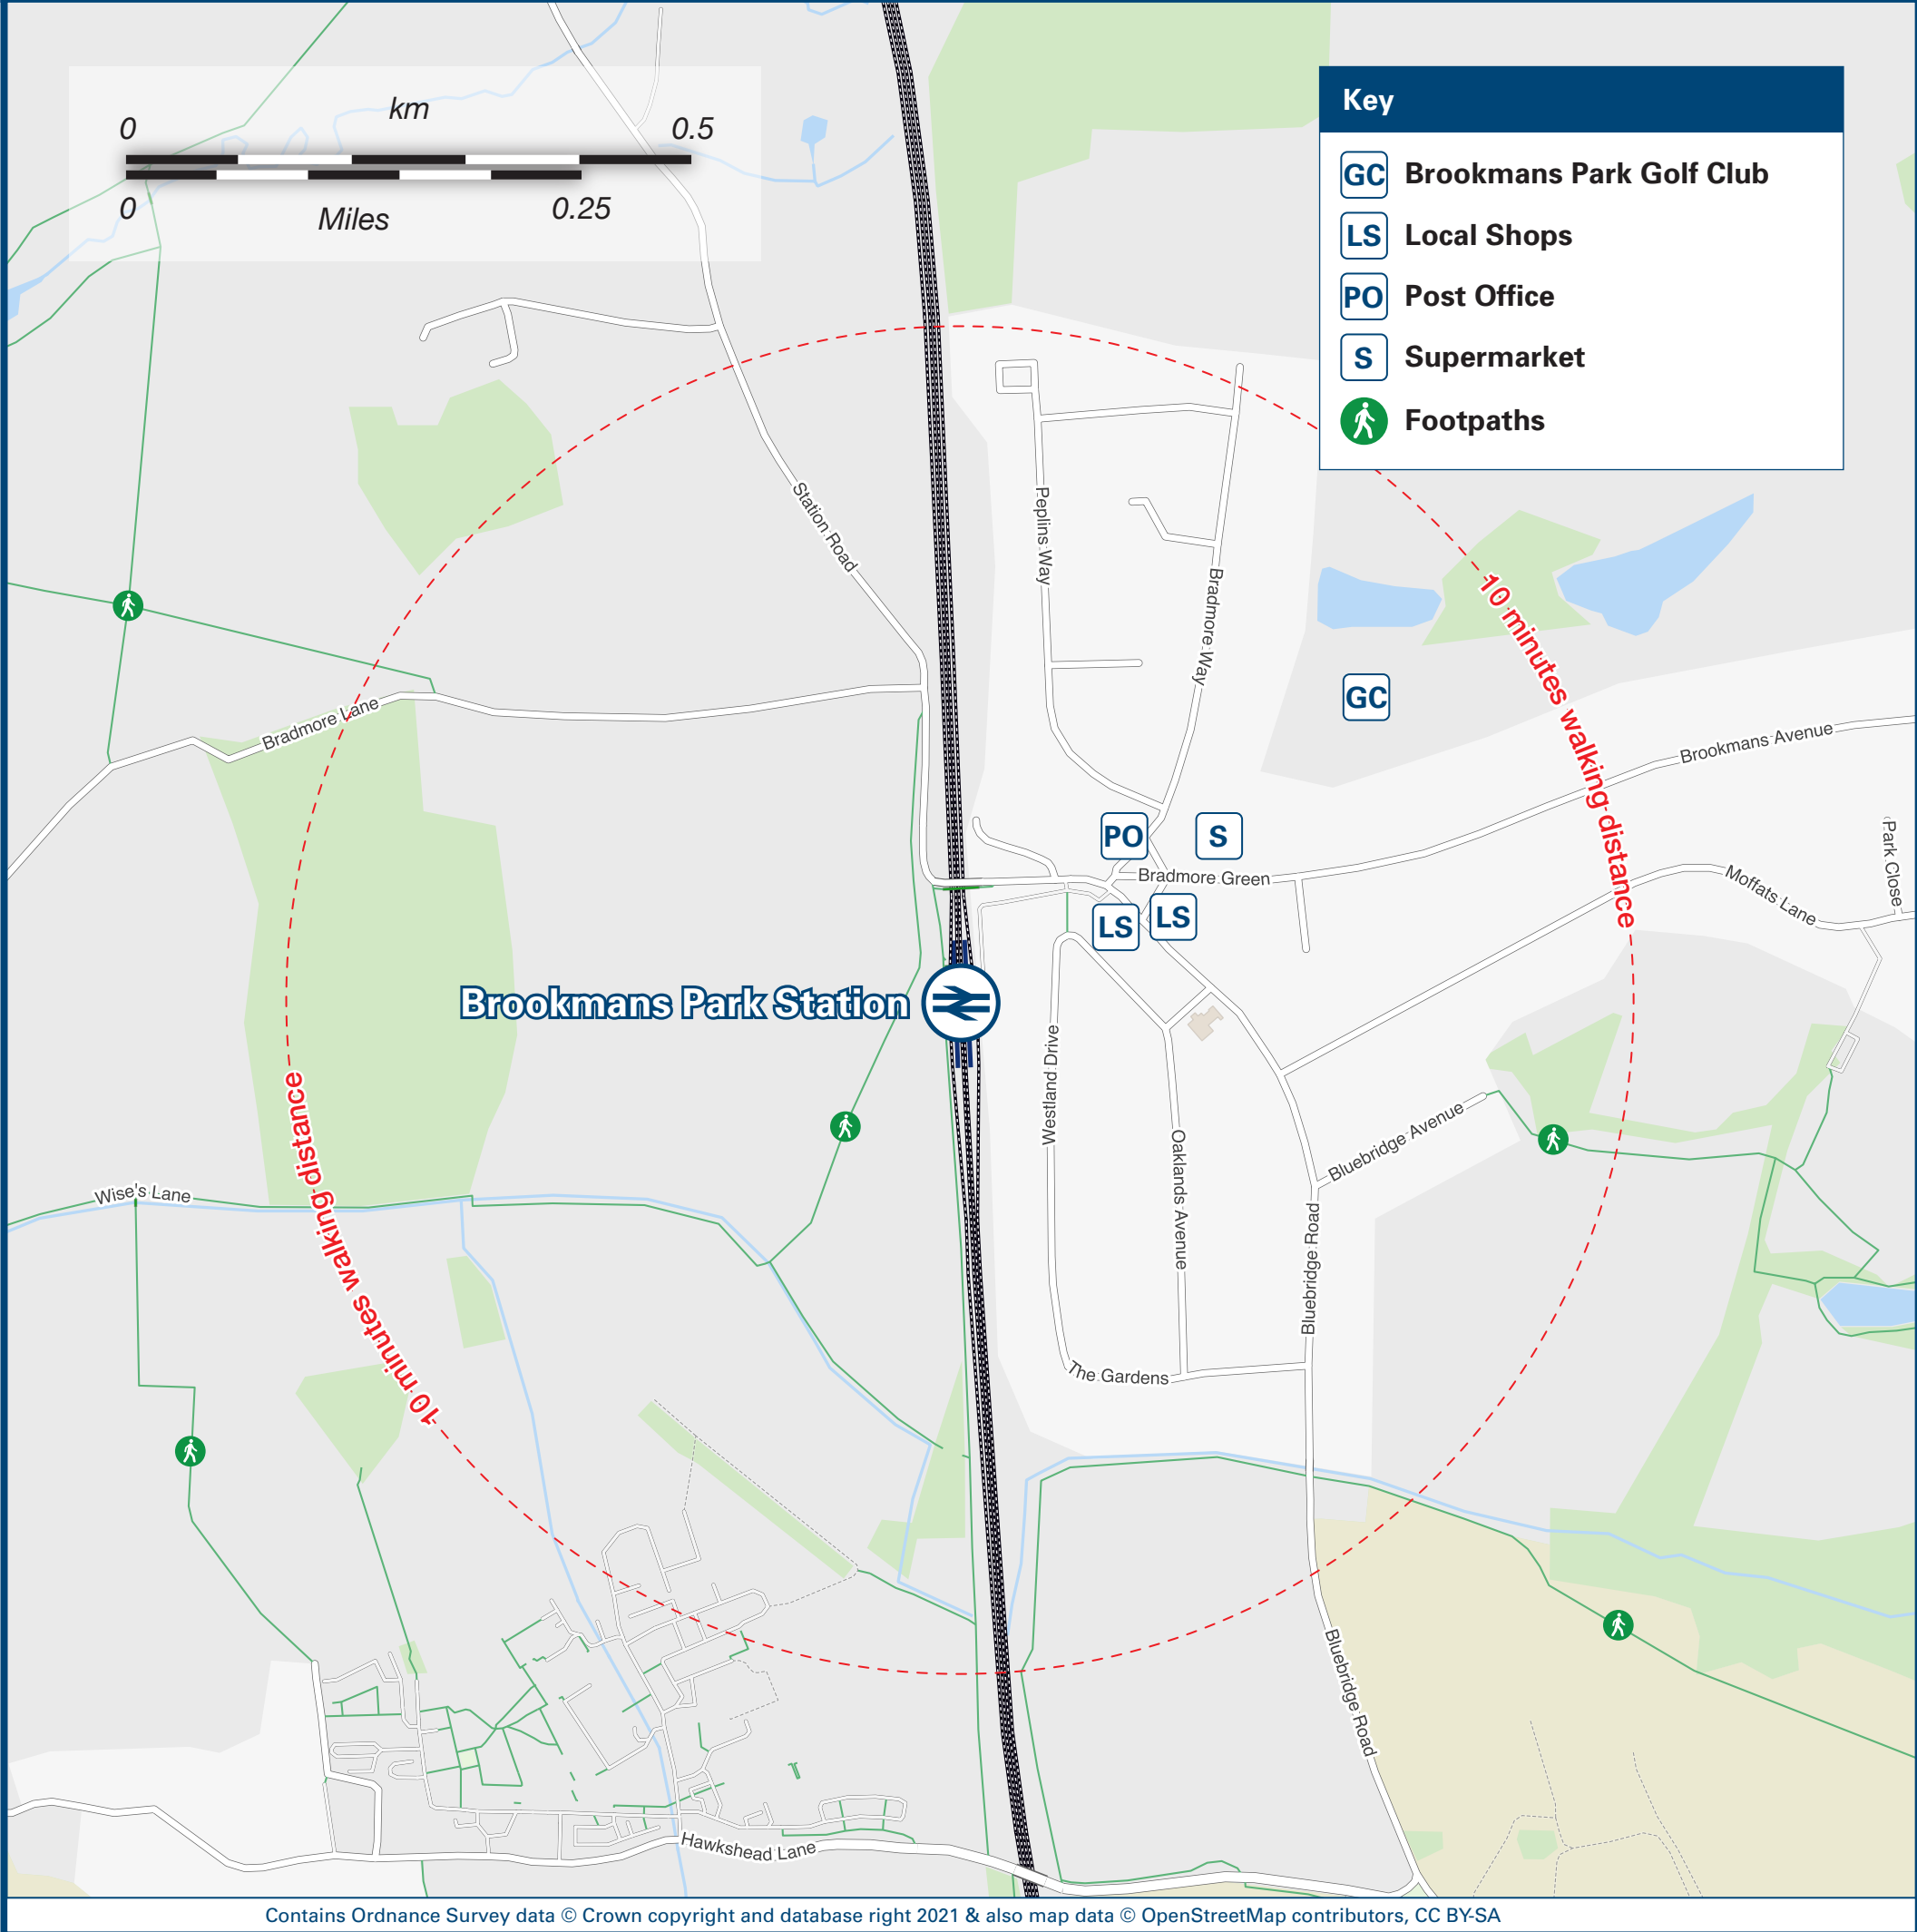 km
0
0.5
0
Miles
0.25
Key
GC Brookmans Park Golf Club
LS Local Shops
PO Post Office
S Supermarket
Footpaths
Station Road
Peplins Way
Bradmore Way
10 minutes walking distance
GC
Bradmore Lane
Brookmans Avenue
PO
S
Park Close
Bradmore Green
Moffats Lane
LS
LS
Brookmans Park Station
Westland Drive
Oaklands Avenue
Bluebridge Avenue
Wise's Lane
10 minutes walking distance
Bluebridge Road
The Gardens
Bluebridge Road
Hawkshead Lane
Contains Ordnance Survey data © Crown copyright and database right 2021 & also map data © OpenStreetMap contributors, CC BY-SA